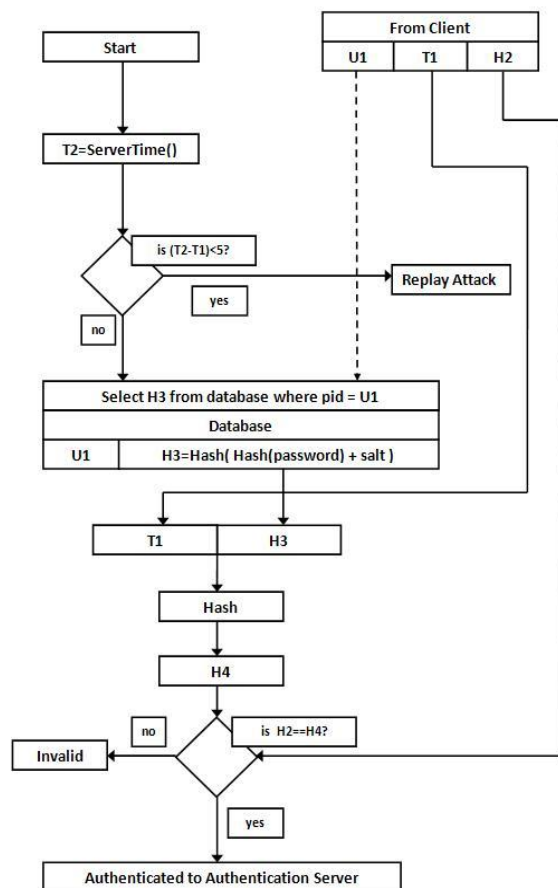 From Client
Start
U1 T1 H2
T2=ServerTime()
is (T2-T1)<5?
Replay Attack
yes
no
Select H3 from database where pid = U1
Database
U1 H3=Hash( Hash(password) + salt )
T1 H3
Hash
H4
no
is H2==H4?
Invalid
yes
Authenticated to Authentication Server